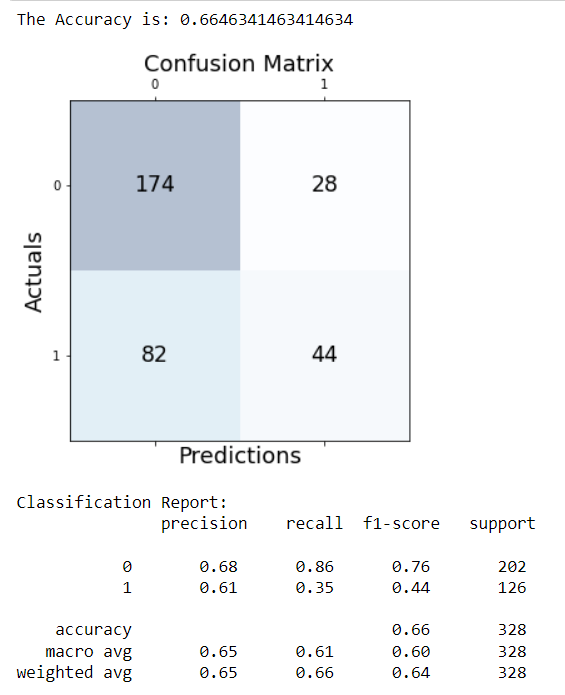 The Accuracy is: 0.6646341463414634
Confusion Matrix
0 1
0 174 28
Actuals
1 82 44
Predictions
Classification Report:
precision recall f1-score support
0 0.68 0.86 0.76 202
1 0.61 0.35 0.44 126
accuracy 0.66 328
macro avg 0.65 0.61 0.60 328
weighted avg 0.65 0.66 0.64 328